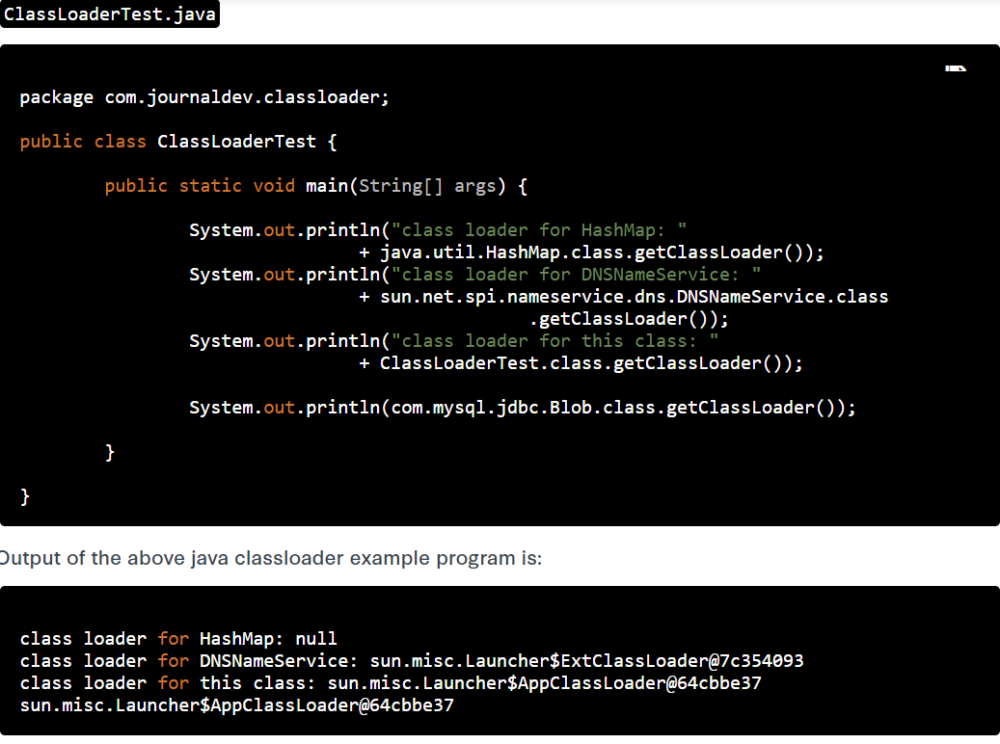 ClassLoaderTest.java
package com.journaldev.classloader;
public class ClassLoaderTest {
public static void main(String[] args) {
System.out.println("class loader for HashMap: "
+ java.util.HashMap.class.getClassLoader());
System.out.println("class loader for DNSNameService: "
+ sun.net.spi.nameservice.dns.DNSNameService.class
.getClassLoader());
System.out.println("class loader for this class: "
+ ClassLoaderTest.class.getClassLoader());
System.out.println(com.mysql.jdbc.Blob.class.getClassLoader());
}
}
Output of the above java classloader example program is:
class loader for HashMap: null
class loader for DNSNameService: sun.misc.Launcher$ExtClassLoader@7c354093
class loader for this class: sun.misc.Launcher$AppClassLoader@64cbbe37
sun.misc.Launcher$AppClassLoader@64cbbe37